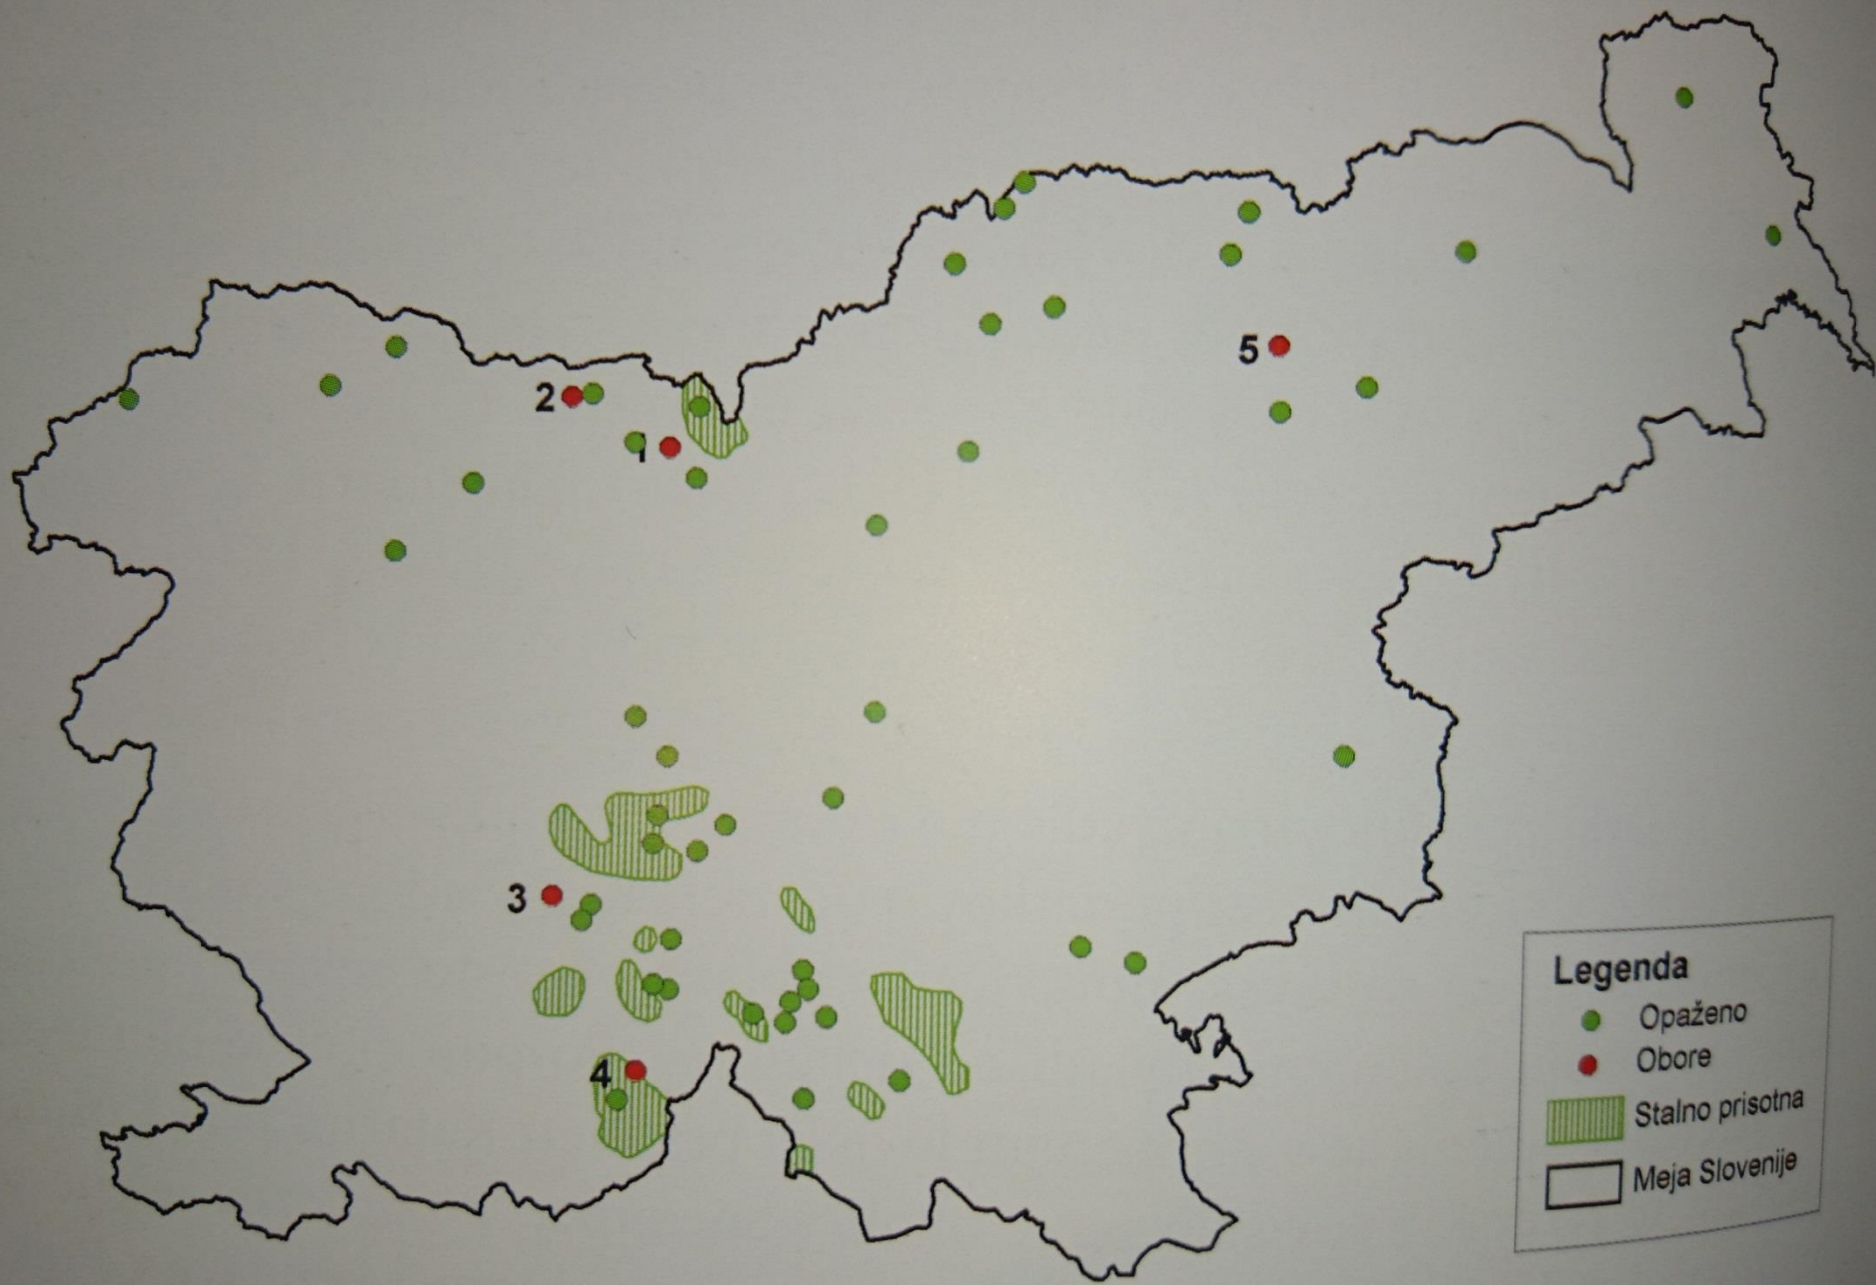 2
1
5
3
4
Legenda
Opaženo
Obore
Stalno prisotna
Meja Slovenije